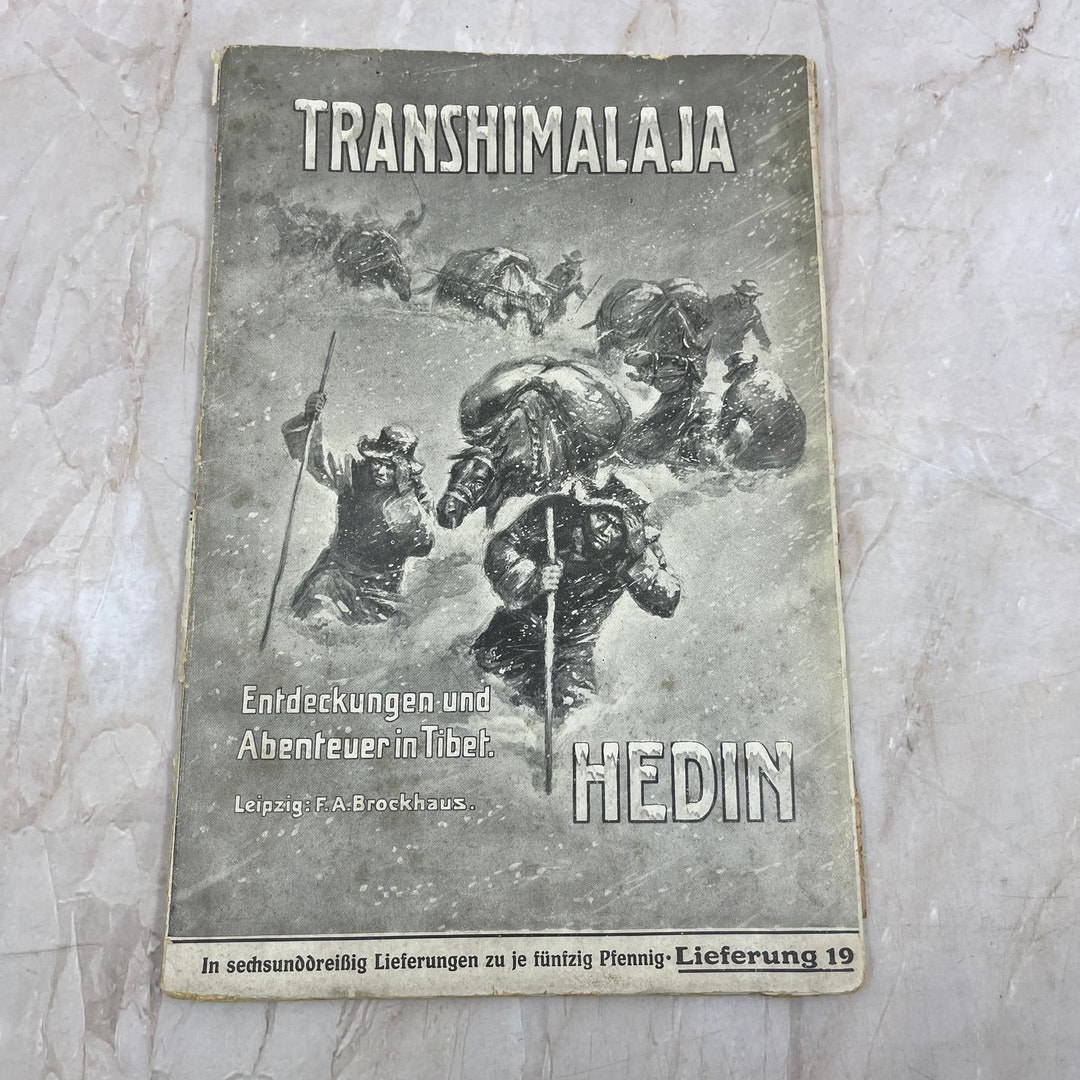 TRANSHIMALAJA
Entdeckungen und
Abenteuer in Tibet.
Leipzig: F. A. Brockhaus.
HEDIN
In sechsunddreißig Lieferungen zu je fünfzig Pfennig · Lieferung 19